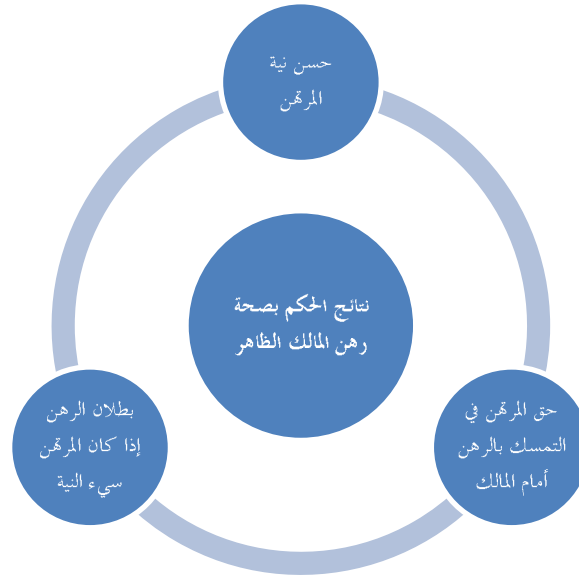 حسن نية
المرتهن
نتائج الحكم بصحة
رهن المالك الظاهر
حق المرتهن في
التمسك بالرهن
أمام المالك
بطلان الرهن
إذا كان المرتهن
سيء النية